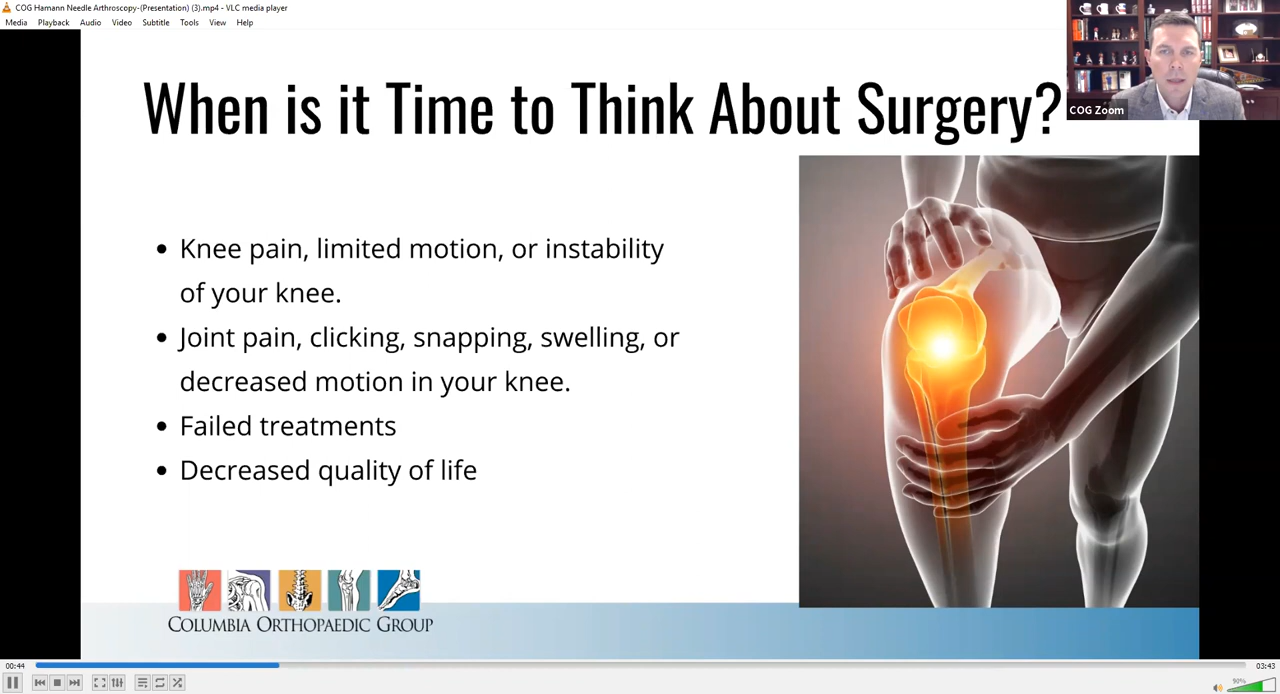 COG Hamann Needle Arthroscopy-(Presentation) (3).mp4 - VLC media player
Media Playback Audio Video Subtitle Tools View Help
COG Zoom
When is it Time to Think About Surgery?
• Knee pain, limited motion, or instability
of your knee.
• Joint pain, clicking, snapping, swelling, or
decreased motion in your knee.
• Failed treatments
• Decreased quality of life
COLUMBIA ORTHOPAEDIC GROUP
00:44
03:43
90%